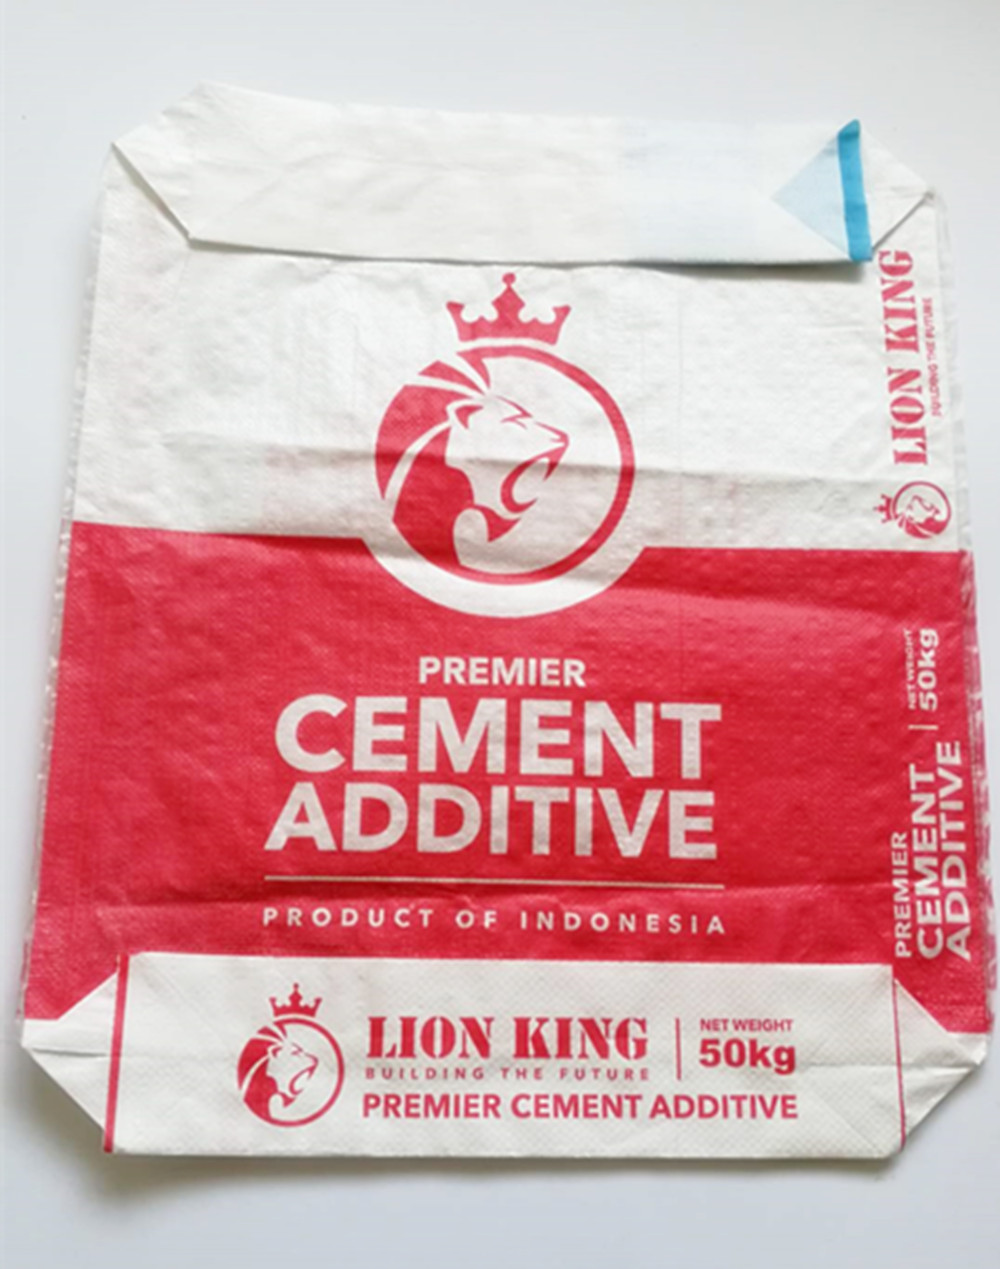 PREMIER
CEMENT
ADDITIVE
PRODUCT OF INDONESIA
LION KING
BUILDING THE FUTURE
PREMIER CEMENT ADDITIVE
NET WEIGHT
50kg
LION KING
BUILDING THE FUTURE
PREMIER
CEMENT
ADDITIVE
NET WEIGHT
50kg